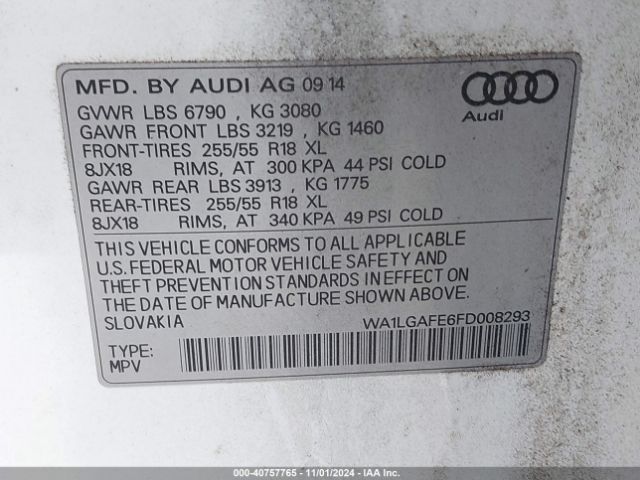 MFD. BY AUDI AG 09 14
GVWR LBS 6790 , KG 3080
GAWR FRONT LBS 3219 , KG 1460
FRONT-TIRES 255/55 R18 XL
8JX18 RIMS, AT 300 KPA 44 PSI COLD
GAWR REAR LBS 3913 , KG 1775
REAR-TIRES 255/55 R18 XL
8JX18 RIMS, AT 340 KPA 49 PSI COLD
Audi
THIS VEHICLE CONFORMS TO ALL APPLICABLE
U.S. FEDERAL MOTOR VEHICLE SAFETY AND
THEFT PREVENTION STANDARDS IN EFFECT ON
THE DATE OF MANUFACTURE SHOWN ABOVE.
SLOVAKIA
WA1LGAFE6FD008293
TYPE:
MPV
000-40757765 - 11/01/2024 - IAA Inc.